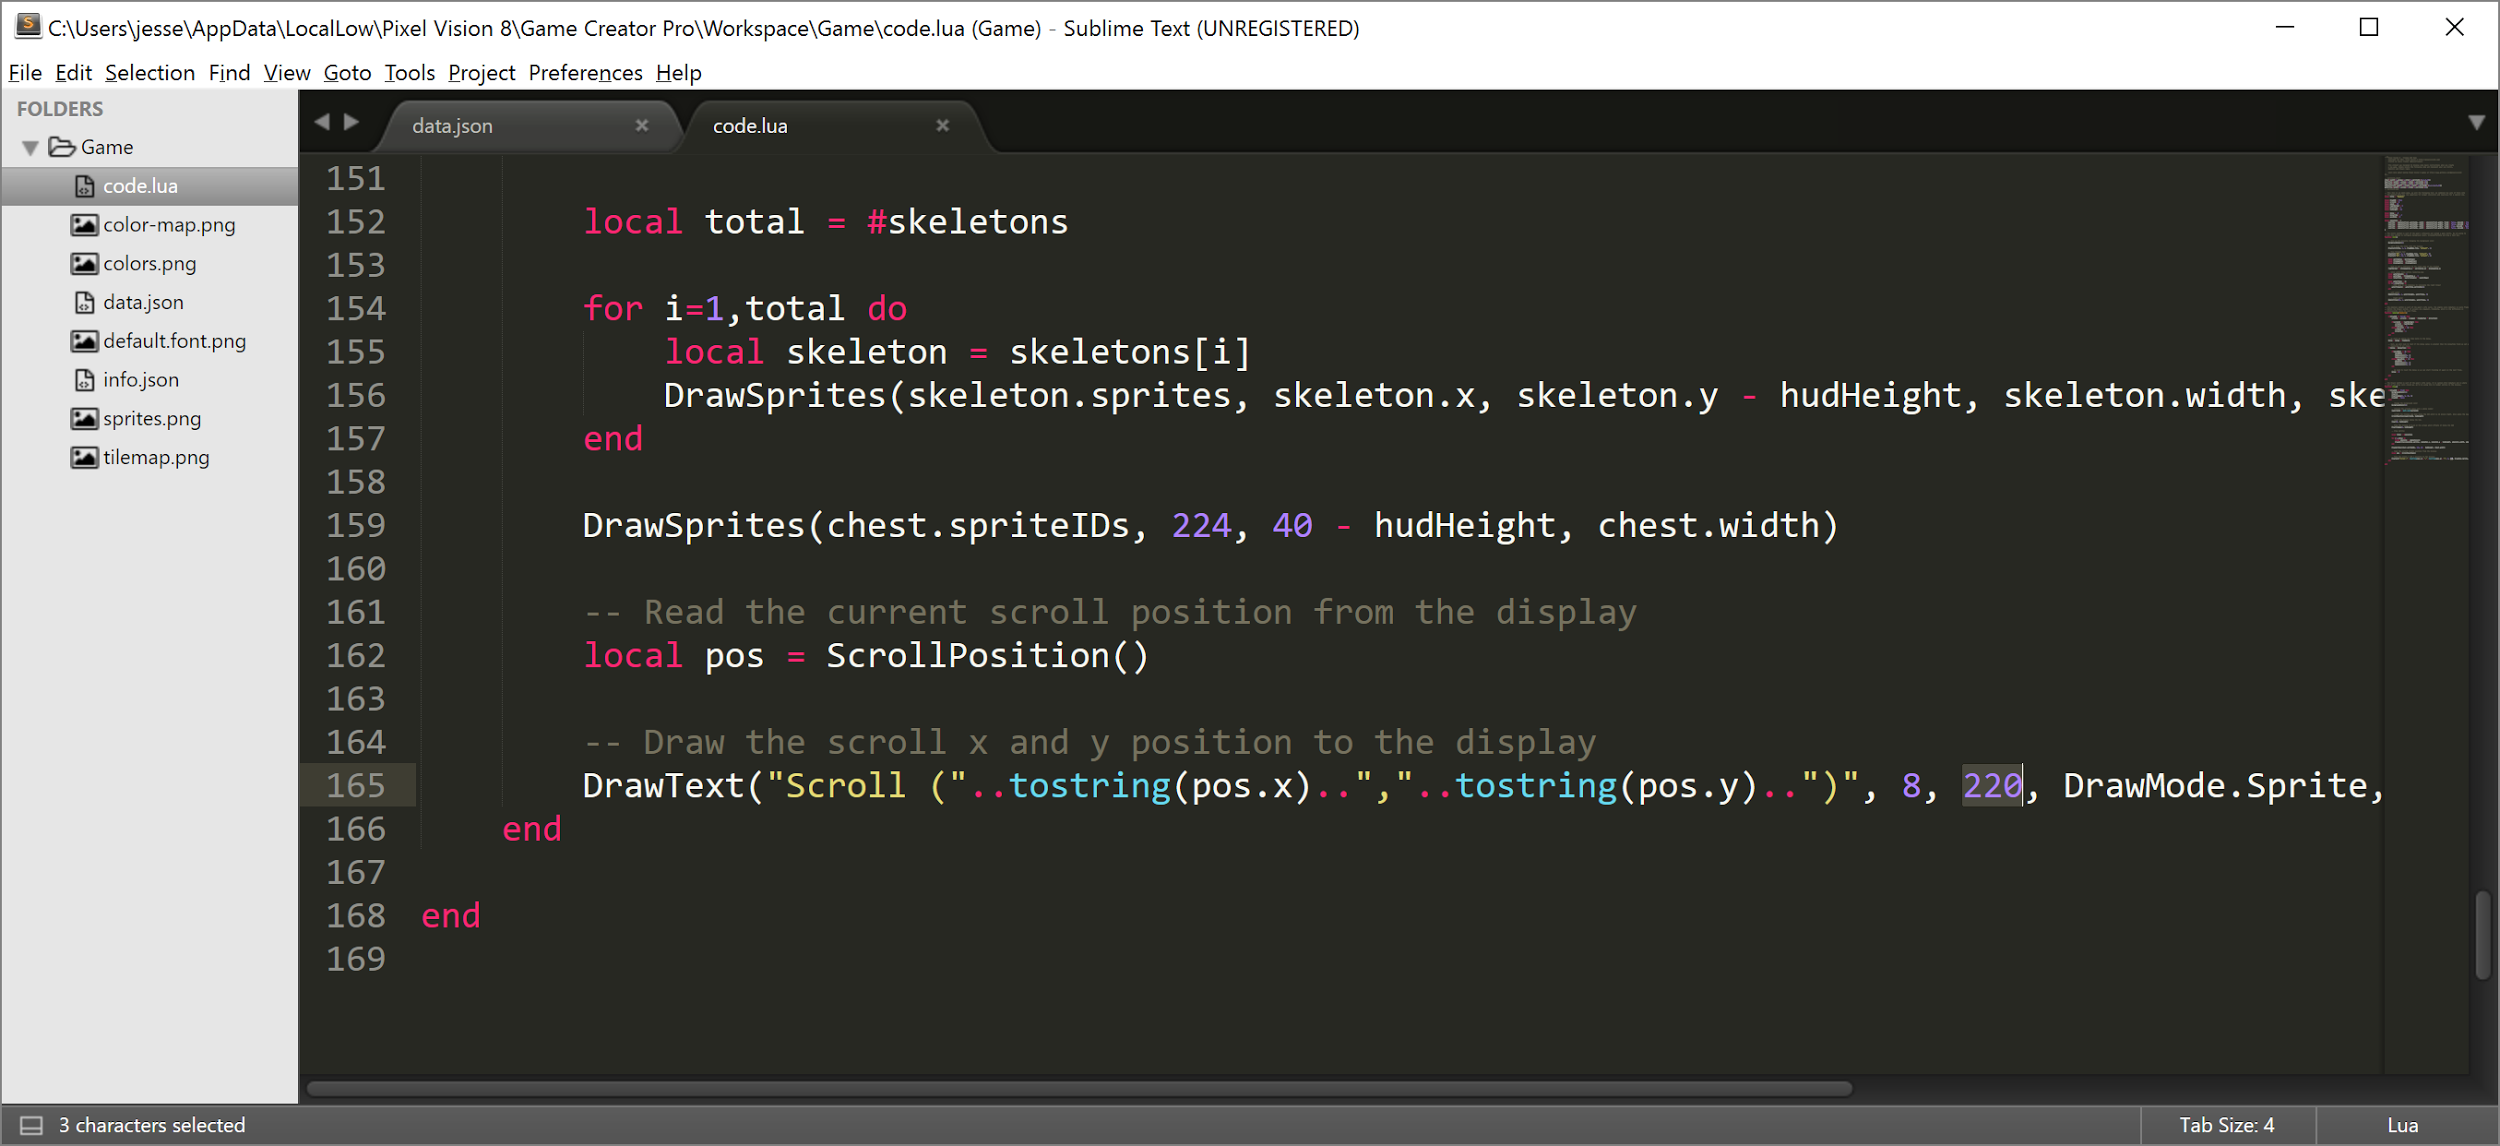 C:\Users\jesse\AppData\LocalLow\Pixel Vision 8\Game Creator Pro\Workspace\Game\code.lua (Game) - Sublime Text (UNREGISTERED)
File Edit Selection Find View Goto Tools Project Preferences Help
FOLDERS
Game
code.lua
color-map.png
colors.png
data.json
default.font.png
info.json
sprites.png
tilemap.png
data.json code.lua
151
152 local total = #skeletons
153
154 for i=1,total do
155 local skeleton = skeletons[i]
156 DrawSprites(skeleton.sprites, skeleton.x, skeleton.y - hudHeight, skeleton.width, ske
157 end
158
159 DrawSprites(chest.spriteIDs, 224, 40 - hudHeight, chest.width)
160
161 -- Read the current scroll position from the display
162 local pos = ScrollPosition()
163
164 -- Draw the scroll x and y position to the display
165 DrawText("Scroll ("..tostring(pos.x)..","..tostring(pos.y)..")", 8, 220, DrawMode.Sprite,
166 end
167
168 end
169
3 characters selected
Tab Size: 4 Lua